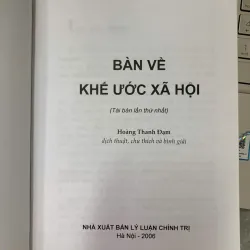 BÀN VỀ
KHẾ ƯỚC XÃ HỘI
(Tái bản lần thứ nhất)
Hoàng Thanh Đạm
dịch thuật, chú thích và bình giải
NHÀ XUẤT BẢN LÝ LUẬN CHÍNH TRỊ
Hà Nội - 2006